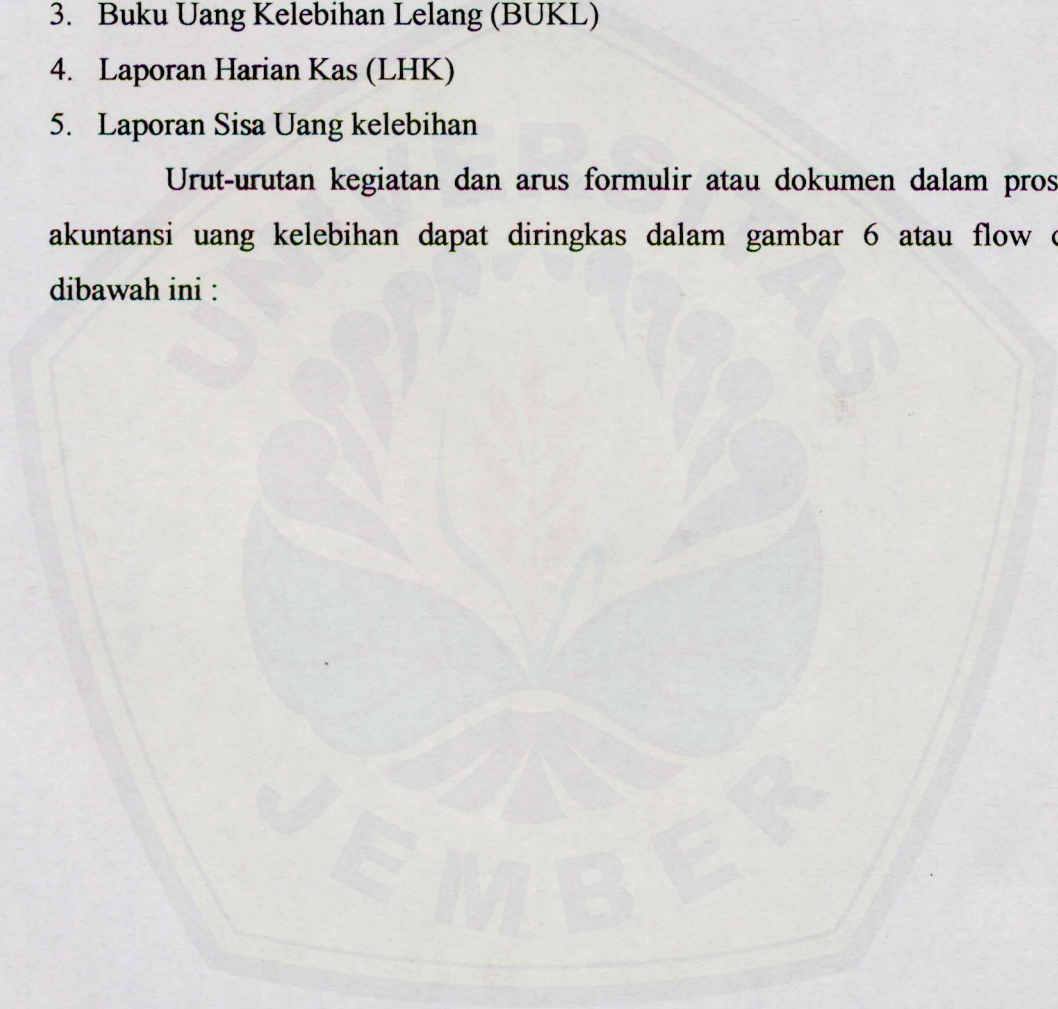 3. Buku Uang Kelebihan Lelang (BUKL)
4. Laporan Harian Kas (LHK)
5. Laporan Sisa Uang kelebihan
Urut-urutan kegiatan dan arus formulir atau dokumen dalam pros
akuntansi uang kelebihan dapat diringkas dalam gambar 6 atau flow
dibawah ini :
UNIVERSITAS
JEMBER